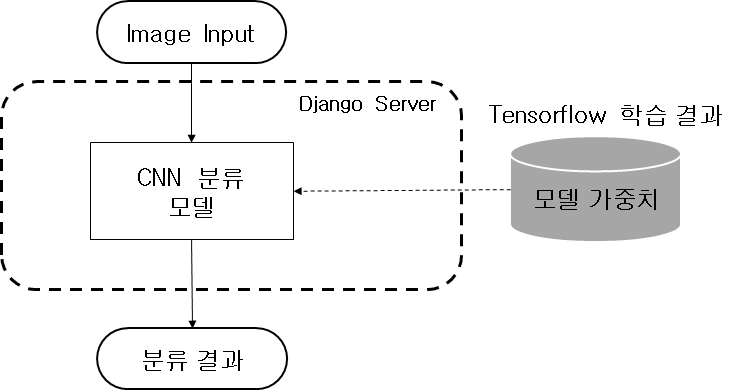 Image Input
Django Server
Tensorflow 학습 결과
CNN 분류
모델
모델 가중치
분류 결과